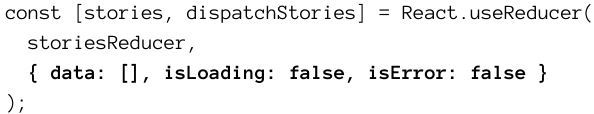 const [stories, dispatchStories] = React.useReducer(
  storiesReducer,
  { data: [], isLoading: false, isError: false }
);